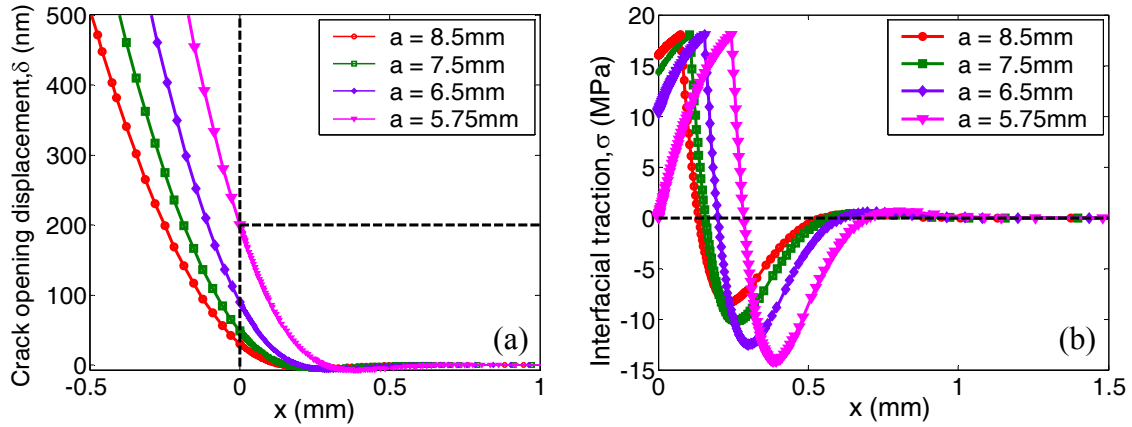 500
400
300
200
100
0
-0.5
0
0.5
1
Crack opening displacement,δ (nm)
x (mm)
a = 8.5mm
a = 7.5mm
a = 6.5mm
a = 5.75mm
(a)
20
15
10
5
0
-5
-10
-15
0
0.5
1
1.5
Interfacial traction,σ (MPa)
x (mm)
a = 8.5mm
a = 7.5mm
a = 6.5mm
a = 5.75mm
(b)